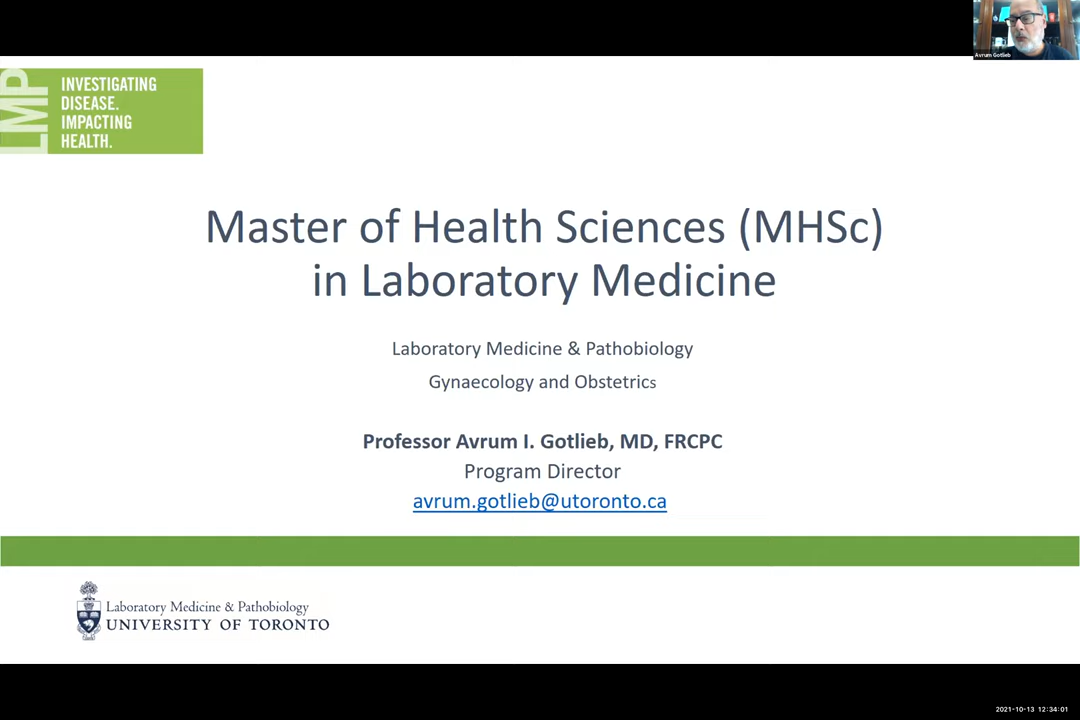 Avrum Gotlieb
LMP
INVESTIGATING
DISEASE.
IMPACTING
HEALTH.
Master of Health Sciences (MHSc)
in Laboratory Medicine
Laboratory Medicine & Pathobiology
Gynaecology and Obstetrics
Professor Avrum I. Gotlieb, MD, FRCPC
Program Director
avrum.gotlieb@utoronto.ca
Laboratory Medicine & Pathobiology
UNIVERSITY OF TORONTO
2021-10-13 12:34:01